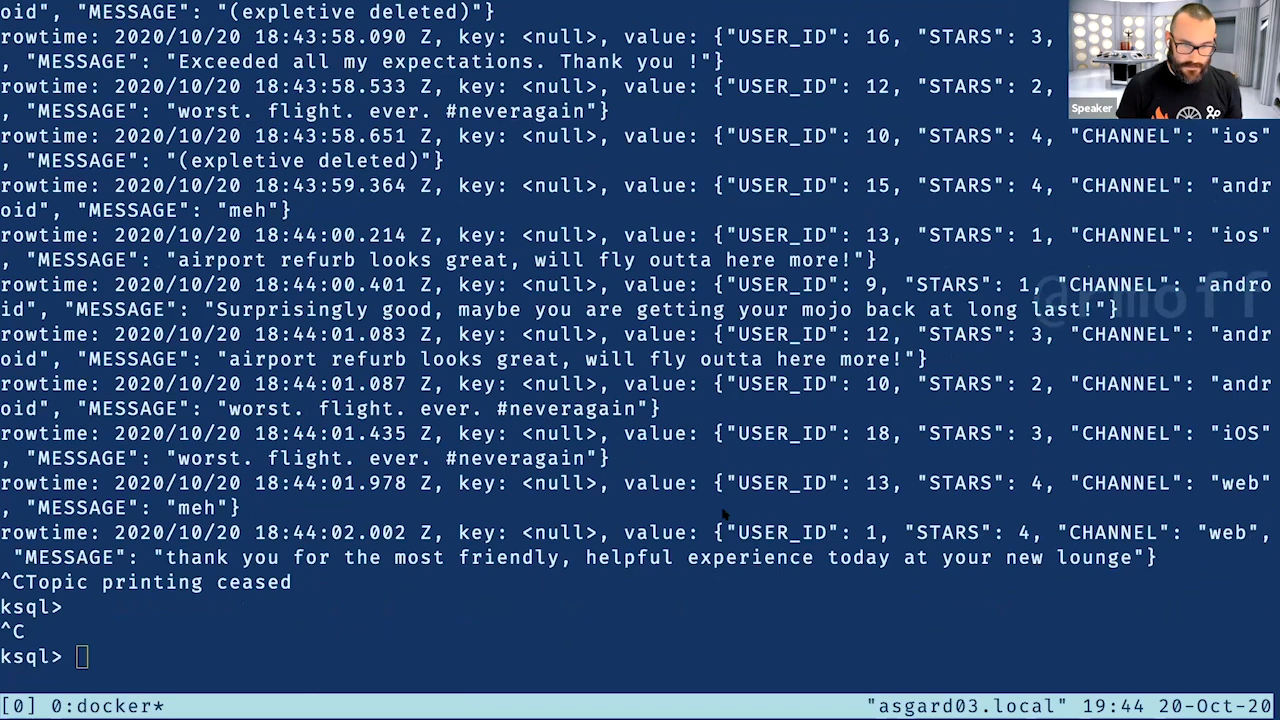 oid", "MESSAGE": "(expletive deleted)"}
rowtime: 2020/10/20 18:43:58.090 Z, key: <null>, value: {"USER_ID": 16, "STARS": 3,
, "MESSAGE": "Exceeded all my expectations. Thank you !"}
rowtime: 2020/10/20 18:43:58.533 Z, key: <null>, value: {"USER_ID": 12, "STARS": 2,
, "MESSAGE": "worst. flight. ever. #neveragain"}
Speaker
rowtime: 2020/10/20 18:43:58.651 Z, key: <null>, value: {"USER_ID": 10, "STARS": 4, "CHANNEL": "ios"
, "MESSAGE": "(expletive deleted)"}
rowtime: 2020/10/20 18:43:59.364 Z, key: <null>, value: {"USER_ID": 15, "STARS": 4, "CHANNEL": "andr
oid", "MESSAGE": "meh"}
rowtime: 2020/10/20 18:44:00.214 Z, key: <null>, value: {"USER_ID": 13, "STARS": 1, "CHANNEL": "ios"
, "MESSAGE": "airport refurb looks great, will fly outta here more!"}
rowtime: 2020/10/20 18:44:00.401 Z, key: <null>, value: {"USER_ID": 9, "STARS": 1, "CHANNEL": "andro
id", "MESSAGE": "Surprisingly good, maybe you are getting your mojo back at long last!"}
@rmoff
rowtime: 2020/10/20 18:44:01.083 Z, key: <null>, value: {"USER_ID": 12, "STARS": 3, "CHANNEL": "andr
oid", "MESSAGE": "airport refurb looks great, will fly outta here more!"}
rowtime: 2020/10/20 18:44:01.087 Z, key: <null>, value: {"USER_ID": 10, "STARS": 2, "CHANNEL": "andr
oid", "MESSAGE": "worst. flight. ever. #neveragain"}
rowtime: 2020/10/20 18:44:01.435 Z, key: <null>, value: {"USER_ID": 18, "STARS": 3, "CHANNEL": "iOS"
, "MESSAGE": "worst. flight. ever. #neveragain"}
rowtime: 2020/10/20 18:44:01.978 Z, key: <null>, value: {"USER_ID": 13, "STARS": 4, "CHANNEL": "web"
, "MESSAGE": "meh"}
rowtime: 2020/10/20 18:44:02.002 Z, key: <null>, value: {"USER_ID": 1, "STARS": 4, "CHANNEL": "web",
"MESSAGE": "thank you for the most friendly, helpful experience today at your new lounge"}
^CTopic printing ceased
ksql>
^C
ksql>
[0] 0:docker* "asgard03.local" 19:44 20-Oct-20